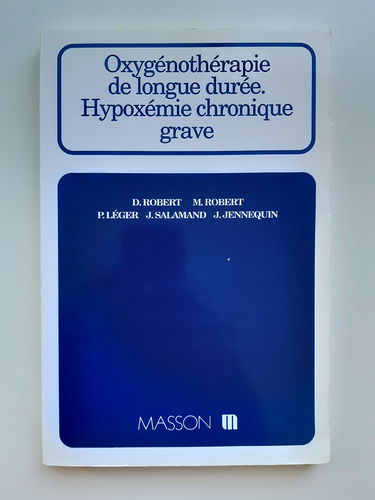 Oxygénothérapie
de longue durée.
Hypoxémie chronique
grave
D. ROBERT M. ROBERT
P. LÉGER J. SALAMAND J. JENNEQUIN
MASSON